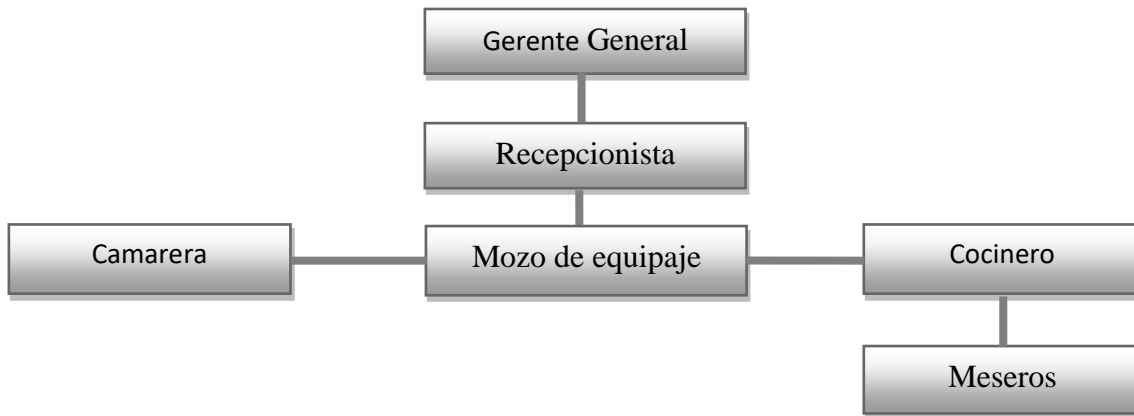 Gerente General
Recepcionista
Camarera
Mozo de equipaje
Cocinero
Meseros